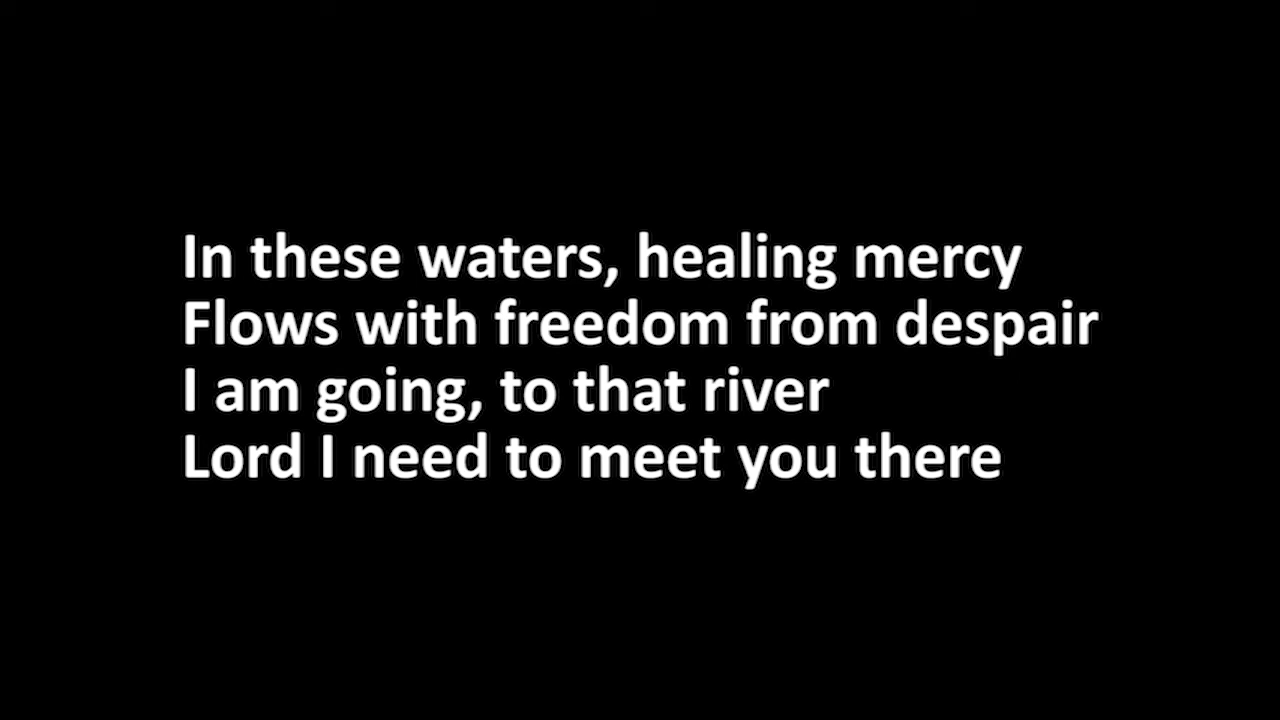 In these waters, healing mercy
Flows with freedom from despair
I am going, to that river
Lord I need to meet you there